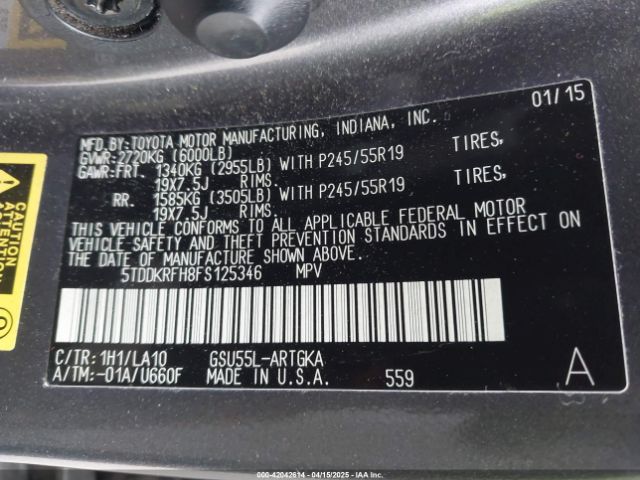 01/15
MFD.BY:TOYOTA MOTOR MANUFACTURING, INDIANA, INC.
GVWR:2720KG (6000LB)
GAWR:FRT. 1340KG (2955LB) WITH P245/55R19 TIRES,
19X7.5J RIMS.
RR. 1585KG (3505LB) WITH P245/55R19 TIRES,
19X7.5J RIMS.
THIS VEHICLE CONFORMS TO ALL APPLICABLE FEDERAL MOTOR
VEHICLE SAFETY AND THEFT PREVENTION STANDARDS IN EFFECT ON
THE DATE OF MANUFACTURE SHOWN ABOVE.
5TDDKRFH8FS125346 MPV
C/TR:1H1/LA10 GSU55L-ARTGKA
A/TM:-01A/U660F MADE IN U.S.A. 559 A
CAUTION
ATTENTION
000-42042614 - 04/15/2025 - IAAI.COM